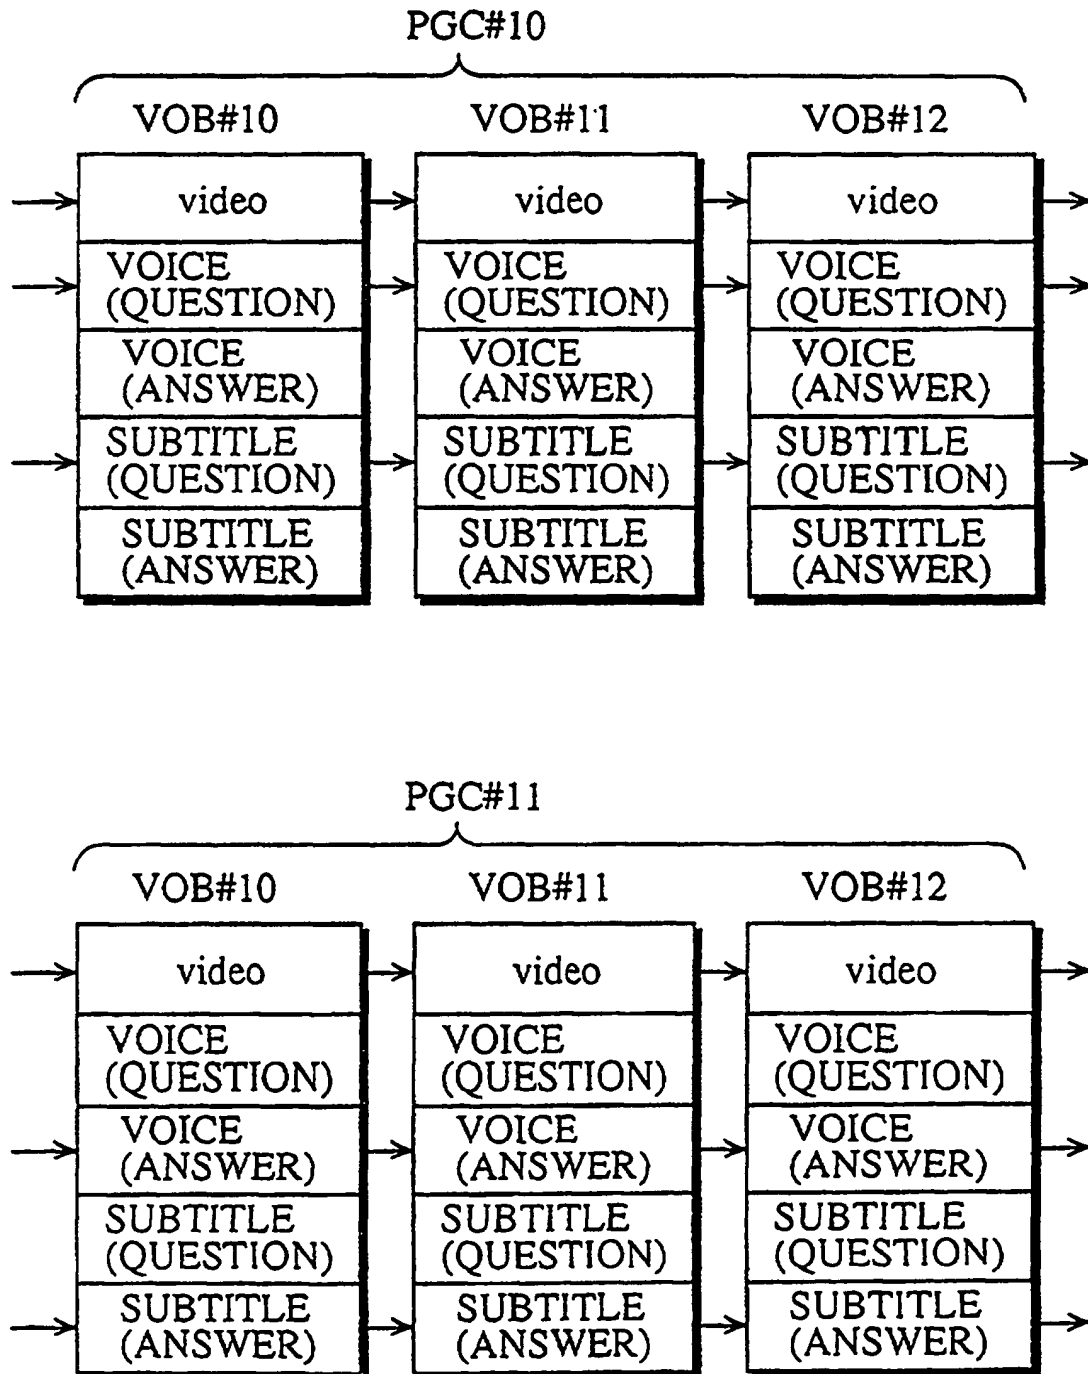 PGC#10
VOB#10 VOB#11 VOB#12
video video video
VOICE VOICE VOICE
(QUESTION) (QUESTION) (QUESTION)
VOICE VOICE VOICE
(ANSWER) (ANSWER) (ANSWER)
SUBTITLE SUBTITLE SUBTITLE
(QUESTION) (QUESTION) (QUESTION)
SUBTITLE SUBTITLE SUBTITLE
(ANSWER) (ANSWER) (ANSWER)
PGC#11
VOB#10 VOB#11 VOB#12
video video video
VOICE VOICE VOICE
(QUESTION) (QUESTION) (QUESTION)
VOICE VOICE VOICE
(ANSWER) (ANSWER) (ANSWER)
SUBTITLE SUBTITLE SUBTITLE
(QUESTION) (QUESTION) (QUESTION)
SUBTITLE SUBTITLE SUBTITLE
(ANSWER) (ANSWER) (ANSWER)